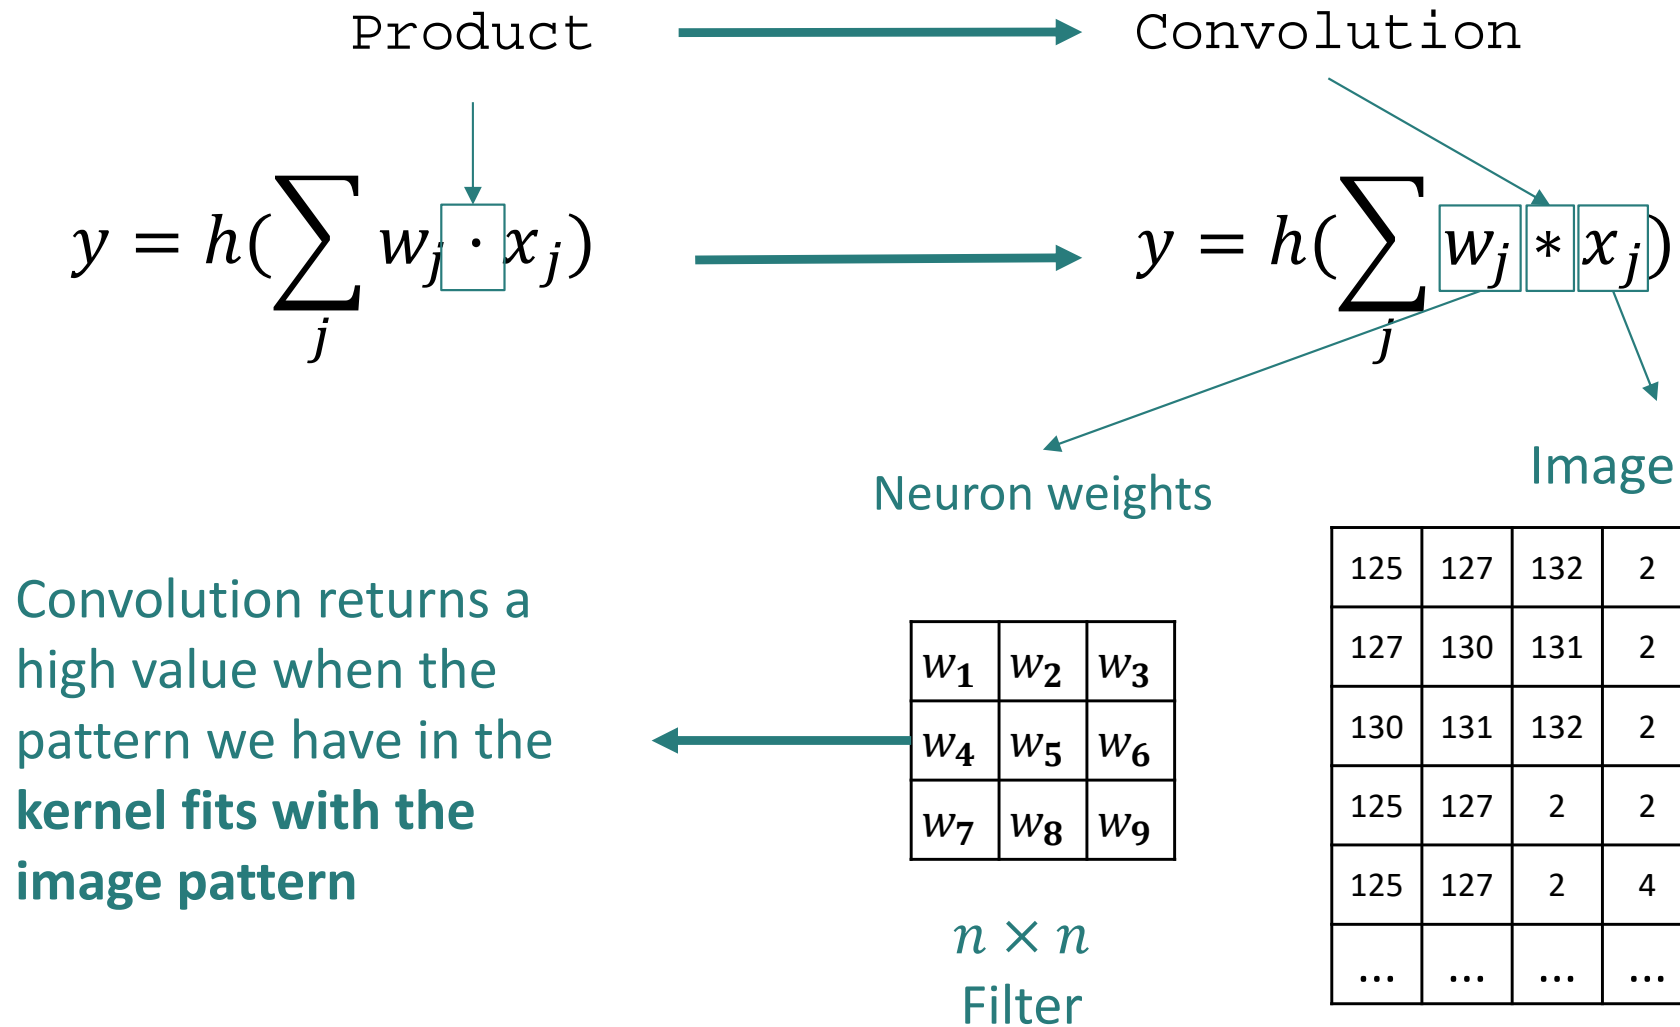 Product Convolution
y = h(∑ w_j · x_j)
j
y = h(∑ w_j * x_j)
j
Neuron weights
Image
Convolution returns a
high value when the
pattern we have in the
kernel fits with the
image pattern
w₁ w₂ w₃
w₄ w₅ w₆
w₇ w₈ w₉
n × n
Filter
125 127 132 2
127 130 131 2
130 131 132 2
125 127 2 2
125 127 2 4
... ... ... ...